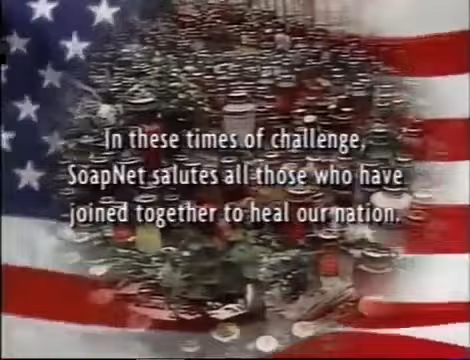 In these times of challenge,
SoapNet salutes all those who have
joined together to heal our nation.